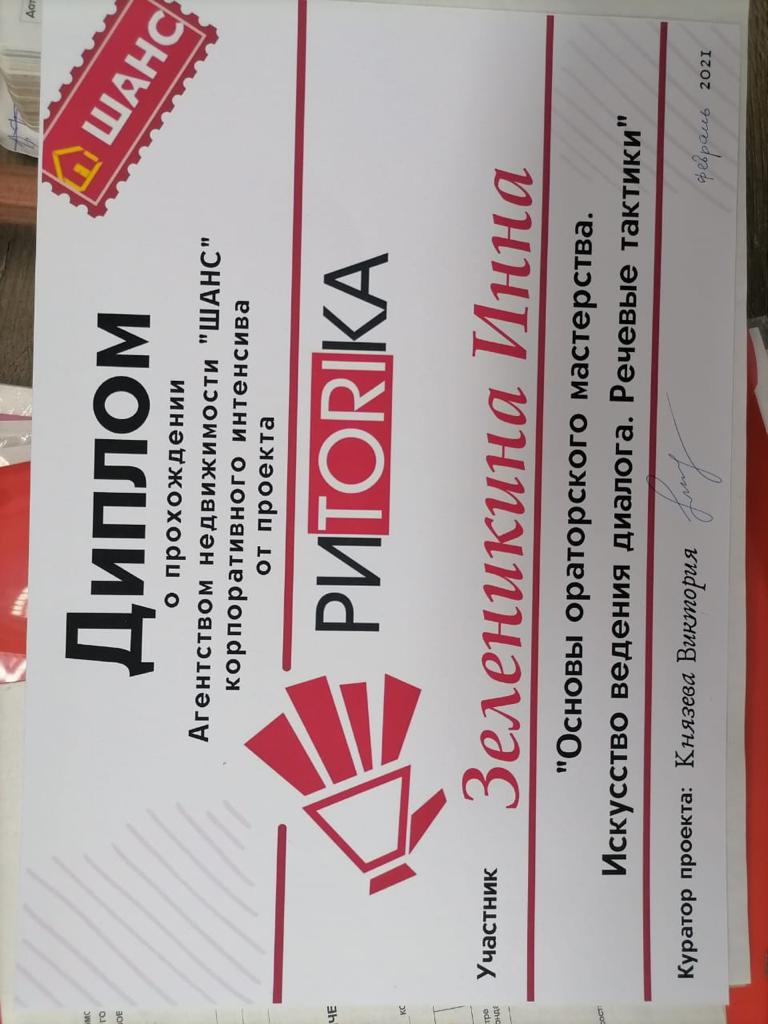 ШАНС
Диплом
о прохождении
Агентством недвижимости "ШАНС"
корпоративного интенсива
от проекта
РИTORIKA
Участник Зеленикина Инна
"Основы ораторского мастерства.
Искусство ведения диалога. Речевые тактики"
Куратор проекта: Князева Виктория
февраль 2021